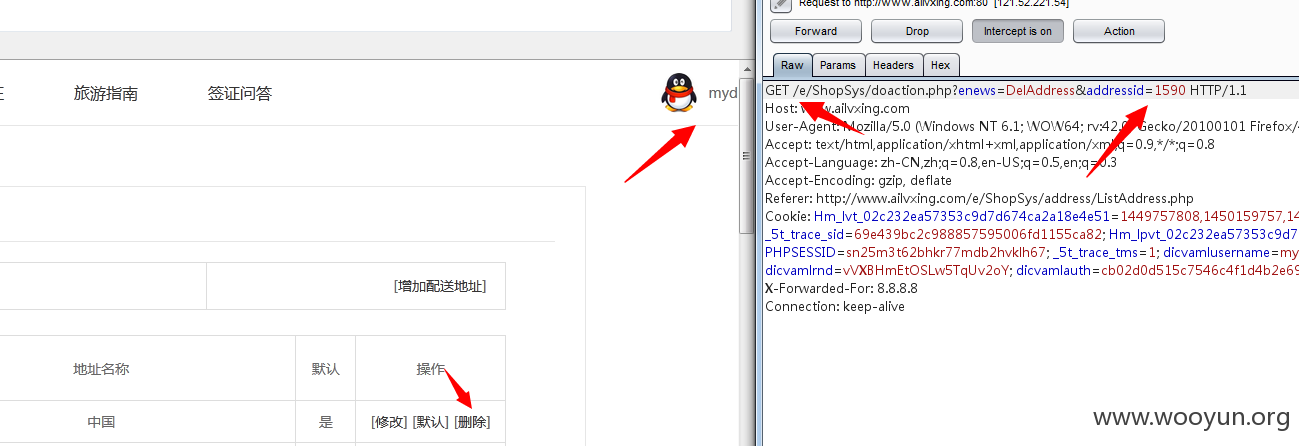 Request to http://www.ailvxing.com:80 [121.52.221.54]
Forward Drop Intercept is on Action
Raw Params Headers Hex
旅游指南 签证问答 myd
GET /e/ShopSys/doaction.php?enews=DelAddress&addressid=1590 HTTP/1.1
Host: www.ailvxing.com
User-Agent: Mozilla/5.0 (Windows NT 6.1; WOW64; rv:42.0) Gecko/20100101 Firefox/4
Accept: text/html,application/xhtml+xml,application/xml;q=0.9,*/*;q=0.8
Accept-Language: zh-CN,zh;q=0.8,en-US;q=0.5,en;q=0.3
Accept-Encoding: gzip, deflate
Referer: http://www.ailvxing.com/e/ShopSys/address/ListAddress.php
Cookie: Hm_lvt_02c232ea57353c9d7d674ca2a18e4e51=1449757808,1450159757,14
_5t_trace_sid=69e439bc2c988857595006fd1155ca82; Hm_lpvt_02c232ea57353c9d7
PHPSESSID=sn25m3t62bhkr77mdb2hvklh67; _5t_trace_tms=1; dicvamlusername=my
dicvamlrnd=vVXBHmEtOSLw5TqUv2oY; dicvamlauth=cb02d0d515c7546c4f1d4b2e69
X-Forwarded-For: 8.8.8.8
Connection: keep-alive
[增加配送地址]
地址名称 默认 操作
中国 是 [修改] [默认] [删除]
www.wooyun.org